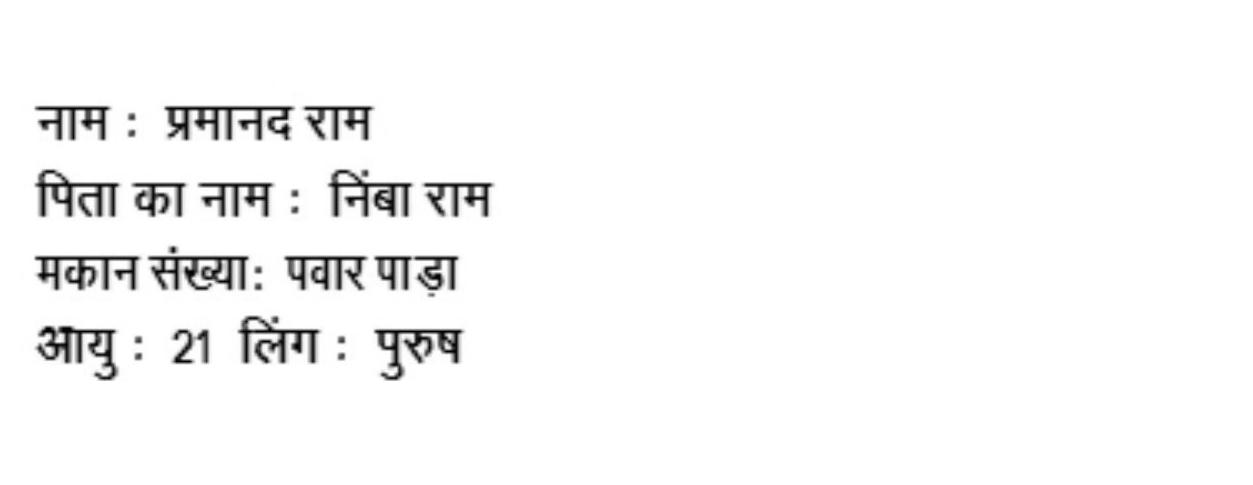 नाम : प्रमानद राम
पिता का नाम : निंबा राम
मकान संख्या: पवार पाड़ा
आयु : 21 लिंग : पुरुष